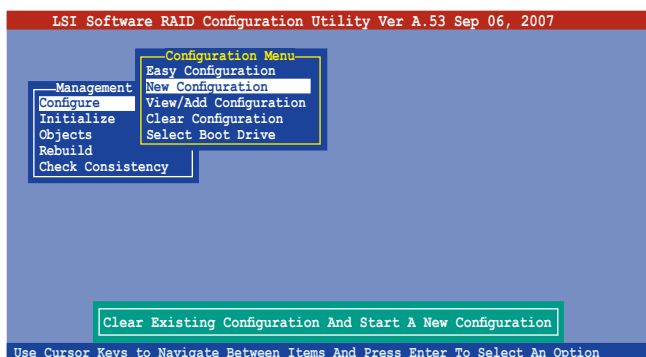 LSI Software RAID Configuration Utility Ver A.53 Sep 06, 2007
Configuration Menu
Easy Configuration
New Configuration
View/Add Configuration
Clear Configuration
Select Boot Drive
Management
Configure
Initialize
Objects
Rebuild
Check Consistency
Clear Existing Configuration And Start A New Configuration
Use Cursor Keys to Navigate Between Items And Press Enter To Select An Option